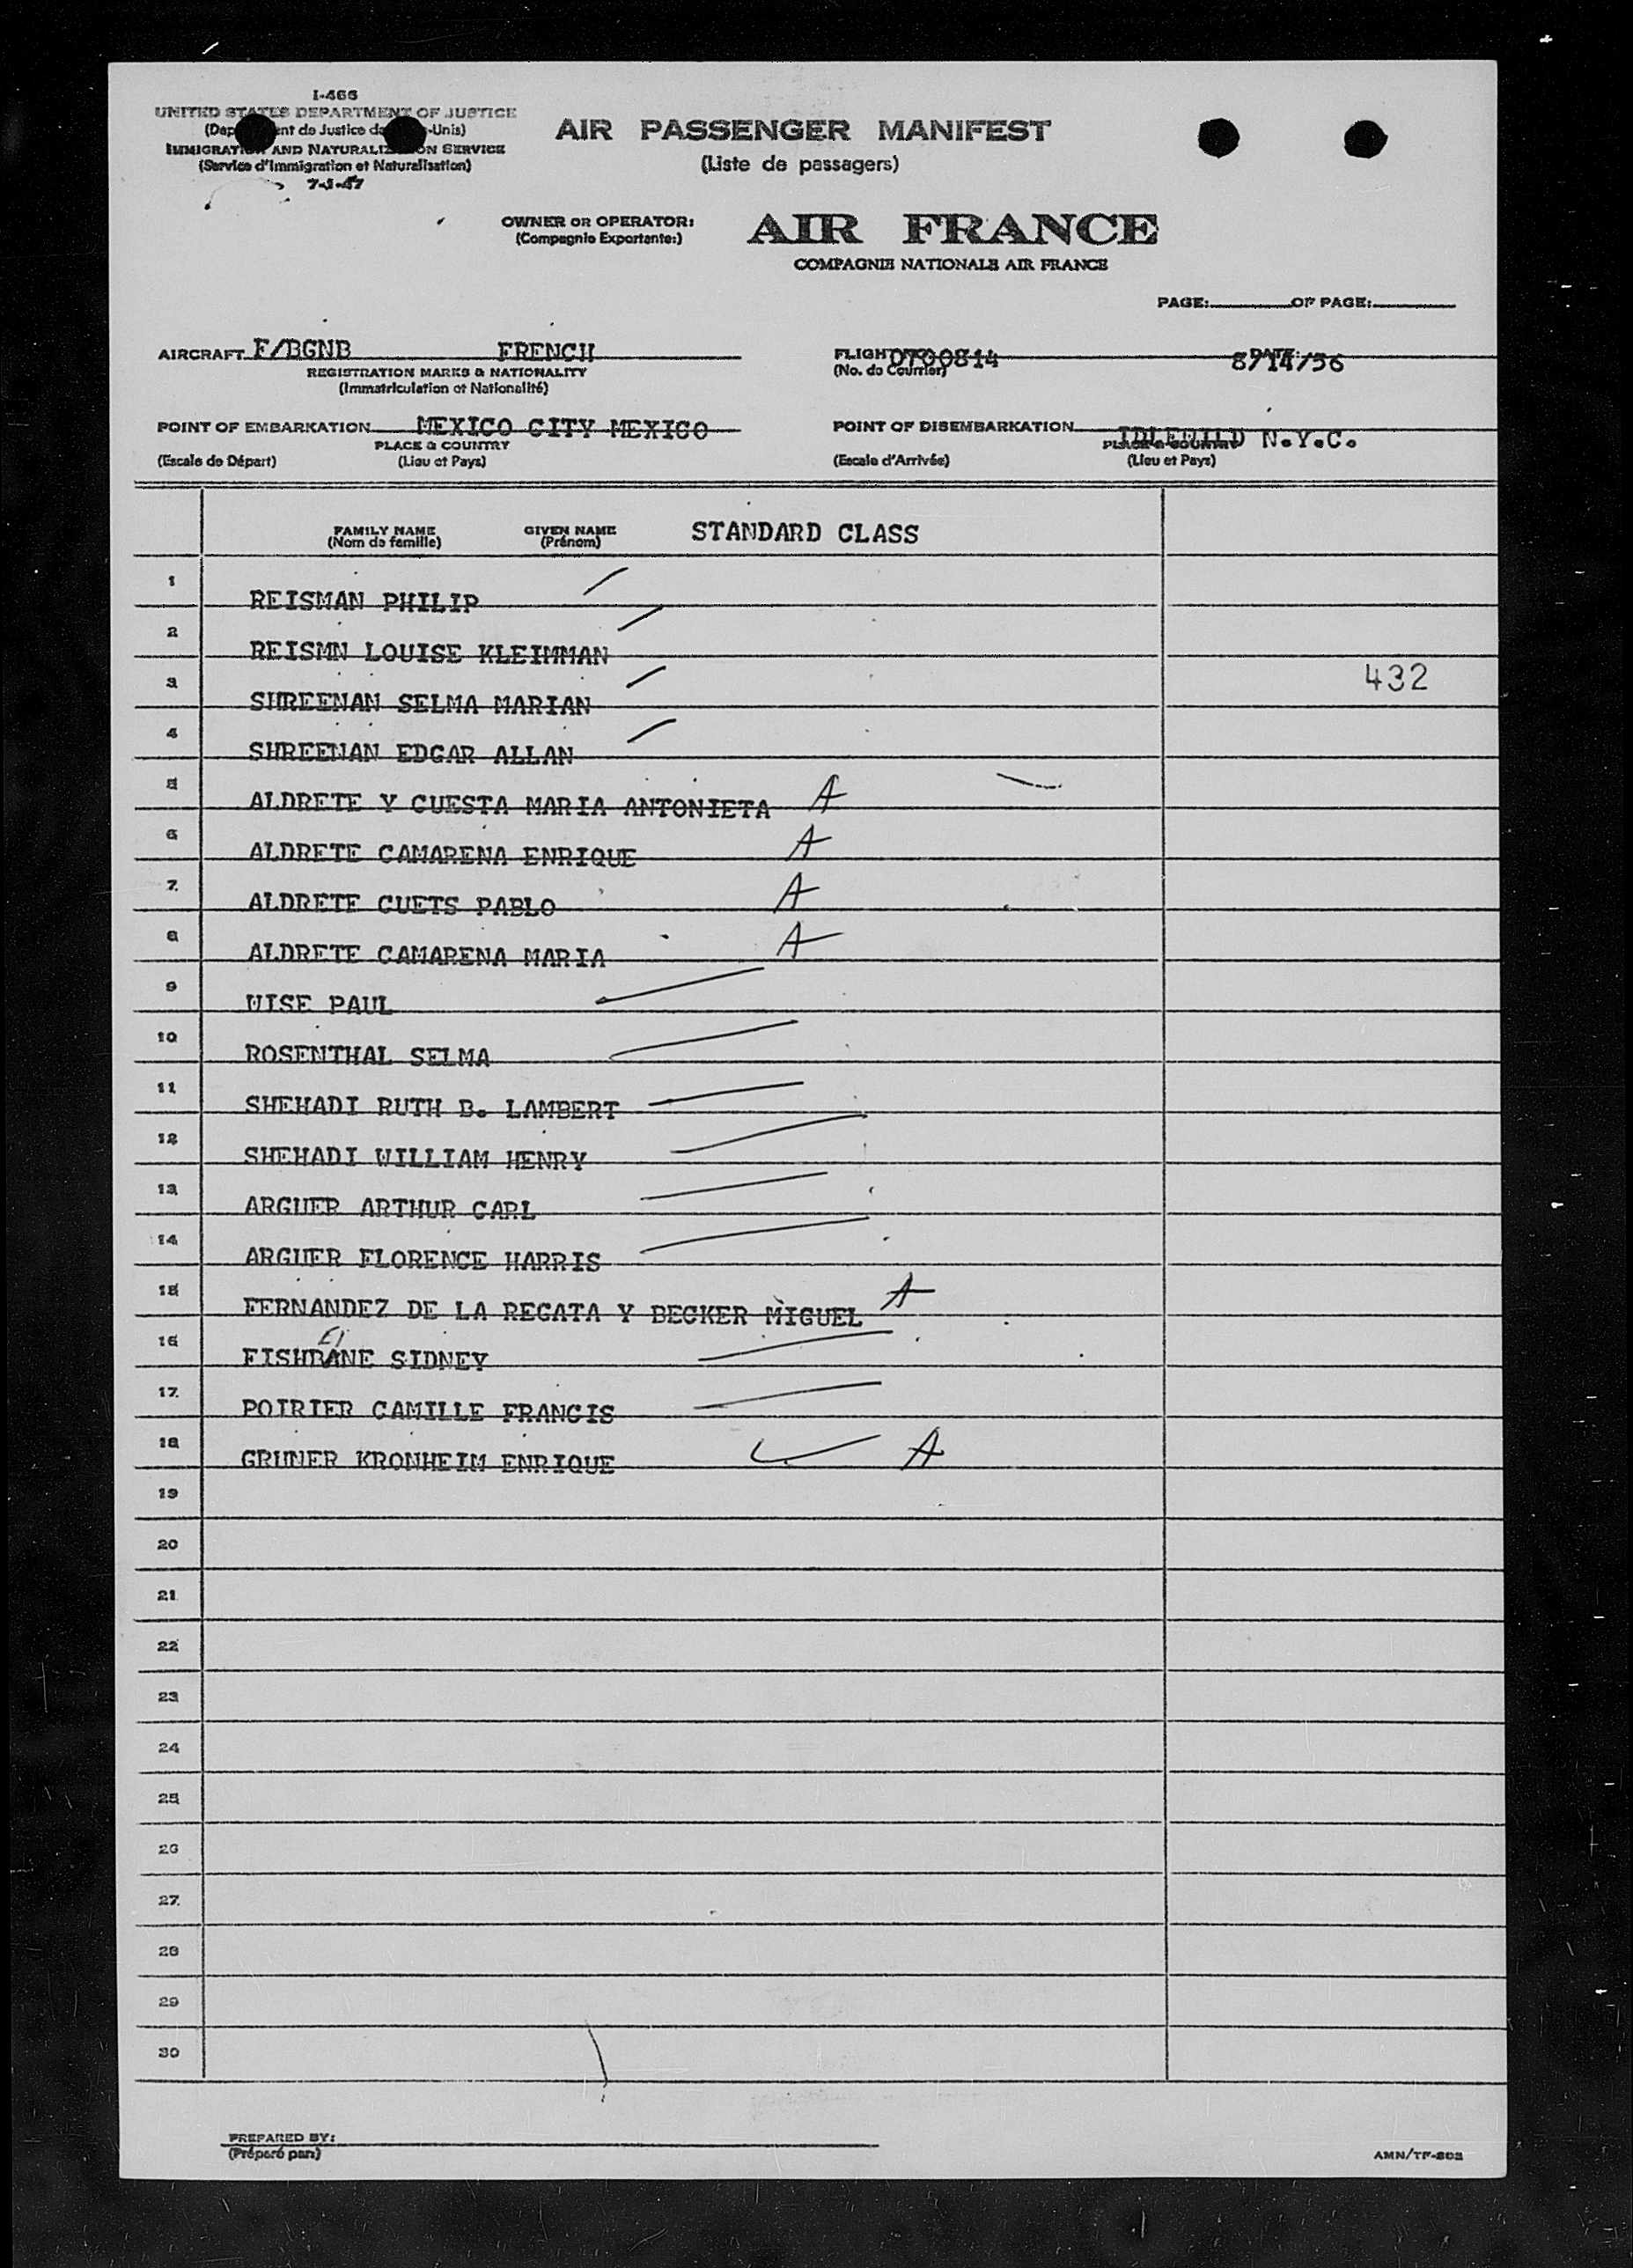 I-466
UNITED STATES DEPARTMENT OF JUSTICE
IMMIGRATION AND NATURALIZATION SERVICE
(Service d'Immigration et Naturalisation)
7-1-47
AIR PASSENGER MANIFEST
(Liste de passagers)
OWNER OR OPERATOR:
(Compagnie Exportante:)
AIR FRANCE
COMPAGNIE NATIONALE AIR FRANCE
PAGE: OF PAGE:
AIRCRAFT F/BGNB FRENCH
REGISTRATION MARKS & NATIONALITY
(Immatriculation et Nationalité)
FLIGHT 0700814
(No. de Courrier)
DATE: 8/14/56
POINT OF EMBARKATION MEXICO CITY MEXICO
PLACE & COUNTRY
(Escale de Départ) (Lieu et Pays)
POINT OF DISEMBARKATION IDLEWILD N.Y.C.
PLACE & COUNTRY
(Escale d'Arrivée) (Lieu et Pays)
FAMILY NAME GIVEN NAME STANDARD CLASS
(Nom de famille) (Prénom)
1 REISMAN PHILIP
2 REISMN LOUISE KLEIMMAN
3 SHREENAN SELMA MARIAN 432
4 SHREENAN EDGAR ALLAN
5 ALDRETE Y CUESTA MARIA ANTONIETA A
6 ALDRETE CAMARENA ENRIQUE A
7 ALDRETE CUETS PABLO A
8 ALDRETE CAMARENA MARIA A
9 WISE PAUL
10 ROSENTHAL SELMA
11 SHEHADI RUTH B. LAMBERT
12 SHEHADI WILLIAM HENRY
13 ARGUER ARTHUR CARL
14 ARGUER FLORENCE HARRIS
15 FERNANDEZ DE LA REGATA Y BECKER MIGUEL A
16 FISHBANE SIDNEY
17 POIRIER CAMILLE FRANCIS
18 GRUNER KRONHEIM ENRIQUE A
19
20
21
22
23
24
25
26
27
28
29
30
PREPARED BY:
(Préparé par:)
AMN/TF-802